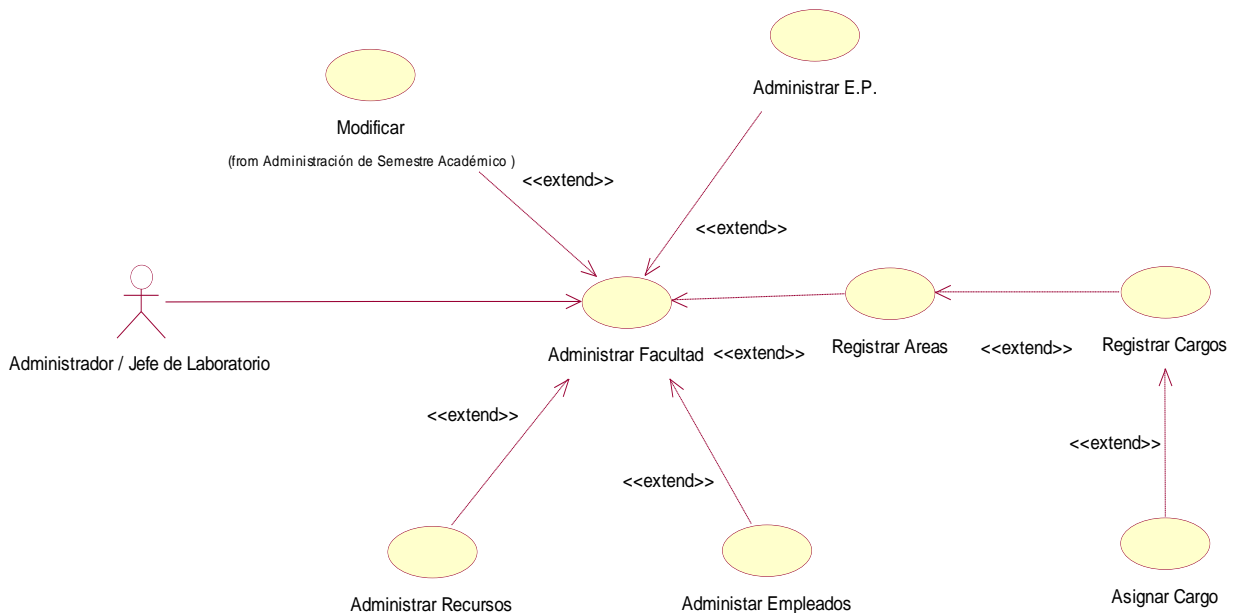 Administrar E.P.
Modificar
(from Administración de Semestre Académico )
<<extend>>
<<extend>>
Administrador / Jefe de Laboratorio
Administrar Facultad
<<extend>>
Registrar Areas
<<extend>>
Registrar Cargos
<<extend>>
<<extend>>
<<extend>>
Administrar Recursos
Administar Empleados
Asignar Cargo